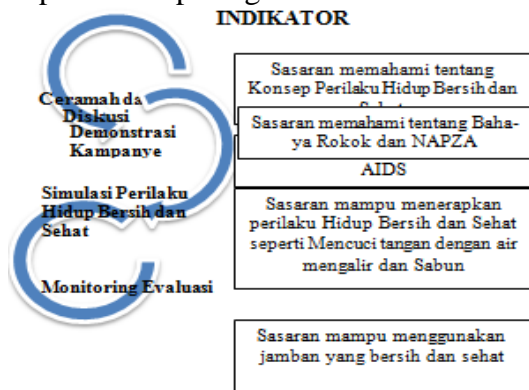 INDIKATOR
Ceramah da
Diskusi
Demonstrasi
Kampanye
Simulasi Perilaku
Hidup Bersih dan
Sehat
Monitoring Evaluasi
Sasaran memahami tentang
Konsep Perilaku Hidup Bersih dan
Sasaran memahami tentang Baha-
ya Rokok dan NAPZA
AIDS
Sasaran mampu menerapkan
perilaku Hidup Bersih dan Sehat
seperti Mencuci tangan dengan air
mengalir dan Sabun
Sasaran mampu menggunakan
jamban yang bersih dan sehat